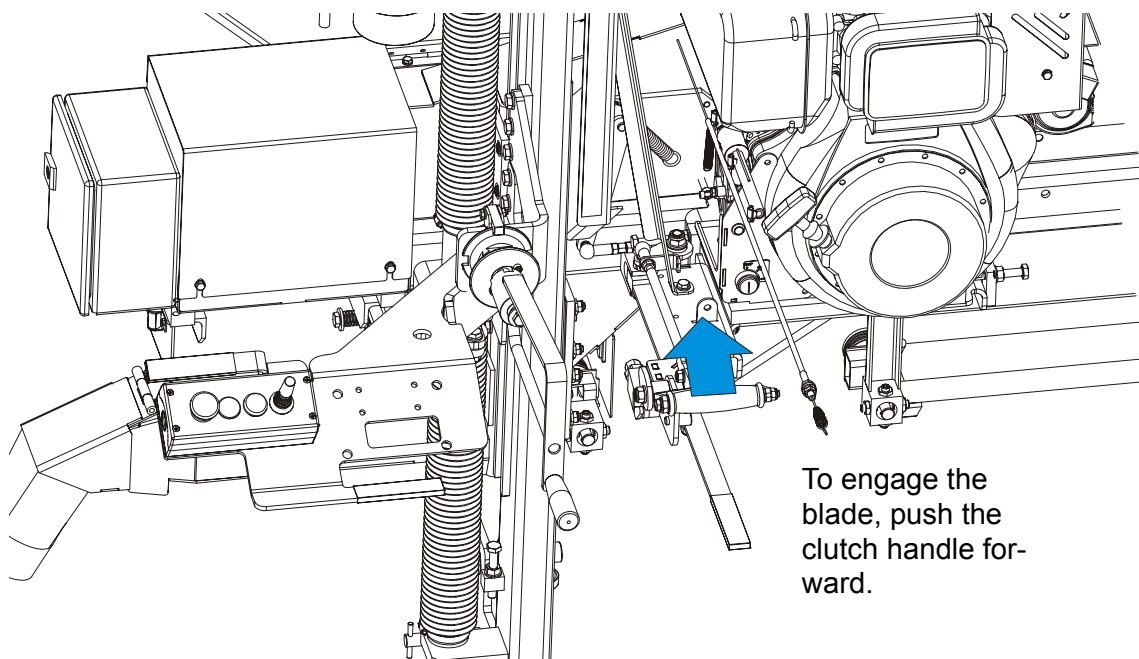 To engage the
blade, push the
clutch handle for-
ward.